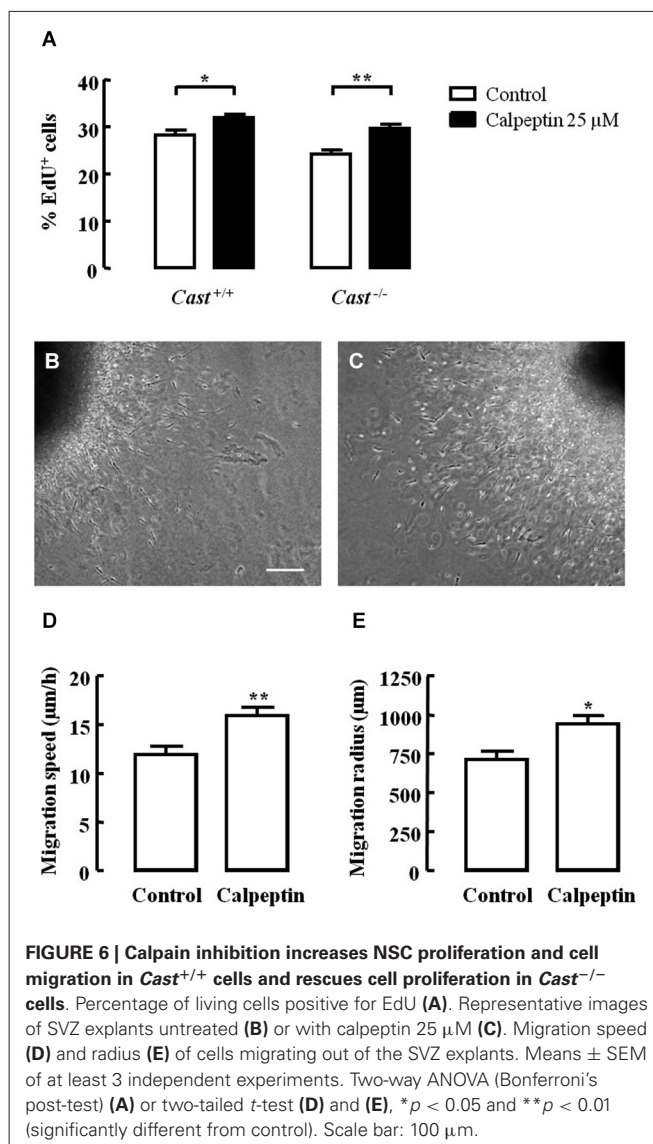 A
% EdU⁺ cells
40
30
20
10
0
*
**
Control
Calpeptin 25 µM
Cast⁺/⁺
Cast⁻/⁻
B
C
D
E
Migration speed (µm/h)
20
15
10
5
0
**
Control
Calpeptin
Migration radius (µm)
1250
1000
750
500
250
0
*
Control
Calpeptin
FIGURE 6 | Calpain inhibition increases NSC proliferation and cell
migration in Cast⁺/⁺ cells and rescues cell proliferation in Cast⁻/⁻
cells. Percentage of living cells positive for EdU (A). Representative images
of SVZ explants untreated (B) or with calpeptin 25 µM (C). Migration speed
(D) and radius (E) of cells migrating out of the SVZ explants. Means ± SEM
of at least 3 independent experiments. Two-way ANOVA (Bonferroni's
post-test) (A) or two-tailed t-test (D) and (E), *p < 0.05 and **p < 0.01
(significantly different from control). Scale bar: 100 µm.